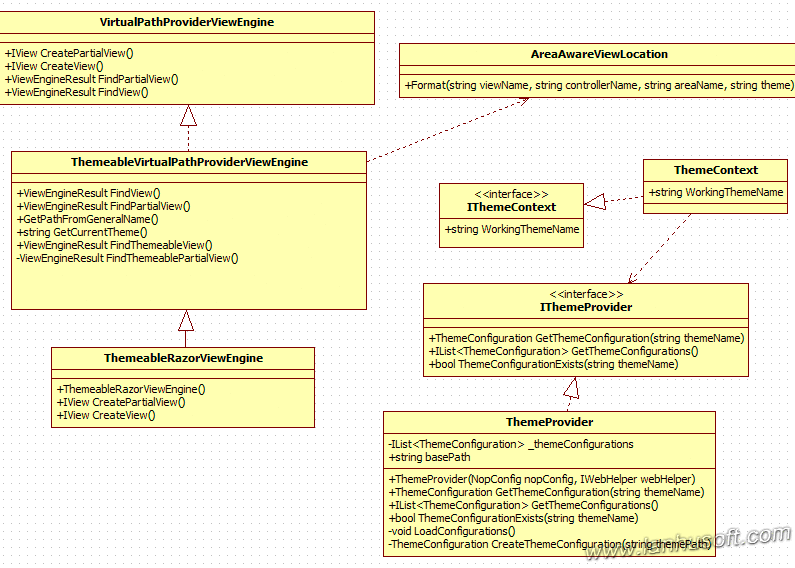 VirtualPathProviderViewEngine
+IView CreatePartialView()
+IView CreateView()
+ViewEngineResult FindPartialView()
+ViewEngineResult FindView()
AreaAwareViewLocation
+Format(string viewName, string controllerName, string areaName, string theme)
ThemeableVirtualPathProviderViewEngine
+ViewEngineResult FindView()
+ViewEngineResult FindPartialView()
+GetPathFromGeneralName()
+string GetCurrentTheme()
+ViewEngineResult FindThemeableView()
-ViewEngineResult FindThemeablePartialView()
ThemeContext
+string WorkingThemeName
<<interface>>
IThemeContext
+string WorkingThemeName
<<interface>>
IThemeProvider
+ThemeConfiguration GetThemeConfiguration(string themeName)
+IList<ThemeConfiguration> GetThemeConfigurations()
+bool ThemeConfigurationExists(string themeName)
ThemeableRazorViewEngine
+ThemeableRazorViewEngine()
+IView CreatePartialView()
+IView CreateView()
ThemeProvider
-IList<ThemeConfiguration> _themeConfigurations
+string basePath
+ThemeProvider(NopConfig nopConfig, IWebHelper webHelper)
+ThemeConfiguration GetThemeConfiguration(string themeName)
+IList<ThemeConfiguration> GetThemeConfigurations()
+bool ThemeConfigurationExists(string themeName)
-void LoadConfigurations()
-ThemeConfiguration CreateThemeConfiguration(string themePath)
www.lanhusoft.com